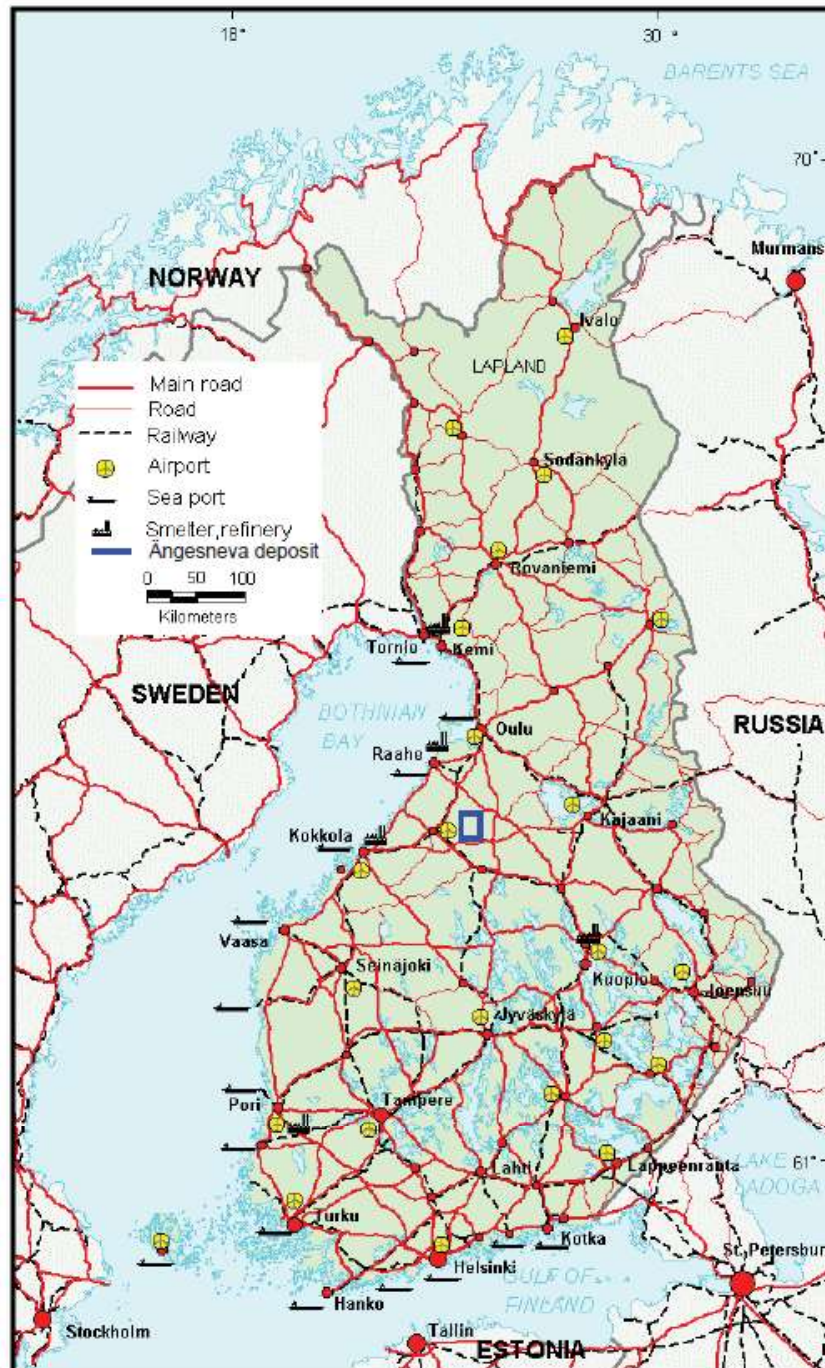 18°
30°
BARENTS SEA
70°
Murmans
NORWAY
Ivalo
LAPLAND
Main road
Road
Railway
Airport
Sea port
Smelter,refinery
Ängesneva deposit
0 50 100
Kilometers
Sodankylä
Rovaniemi
Tornio
Kemi
SWEDEN
BOTHNIAN
BAY
Oulu
RUSSIA
Raahe
Kajaani
Kokkola
Vaasa
Seinäjoki
Kuopio
Joensuu
Jyväskylä
Pori
Tampere
61°
Lahti
Lappeenranta
LAKE
LADOGA
Turku
Kotka
Helsinki
St. Petersbur
GULF OF
FINLAND
Hanko
Stockholm
Tallin
ESTONIA